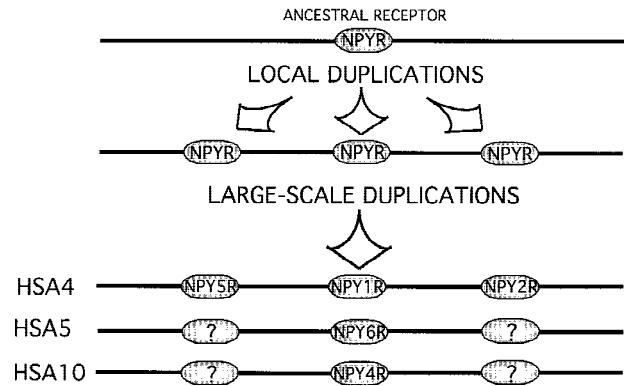 ANCESTRAL RECEPTOR
NPYR
LOCAL DUPLICATIONS
NPYR NPYR NPYR
LARGE-SCALE DUPLICATIONS
HSA4 NPY5R NPY1R NPY2R
HSA5 ? NPY6R ?
HSA10 ? NPY4R ?